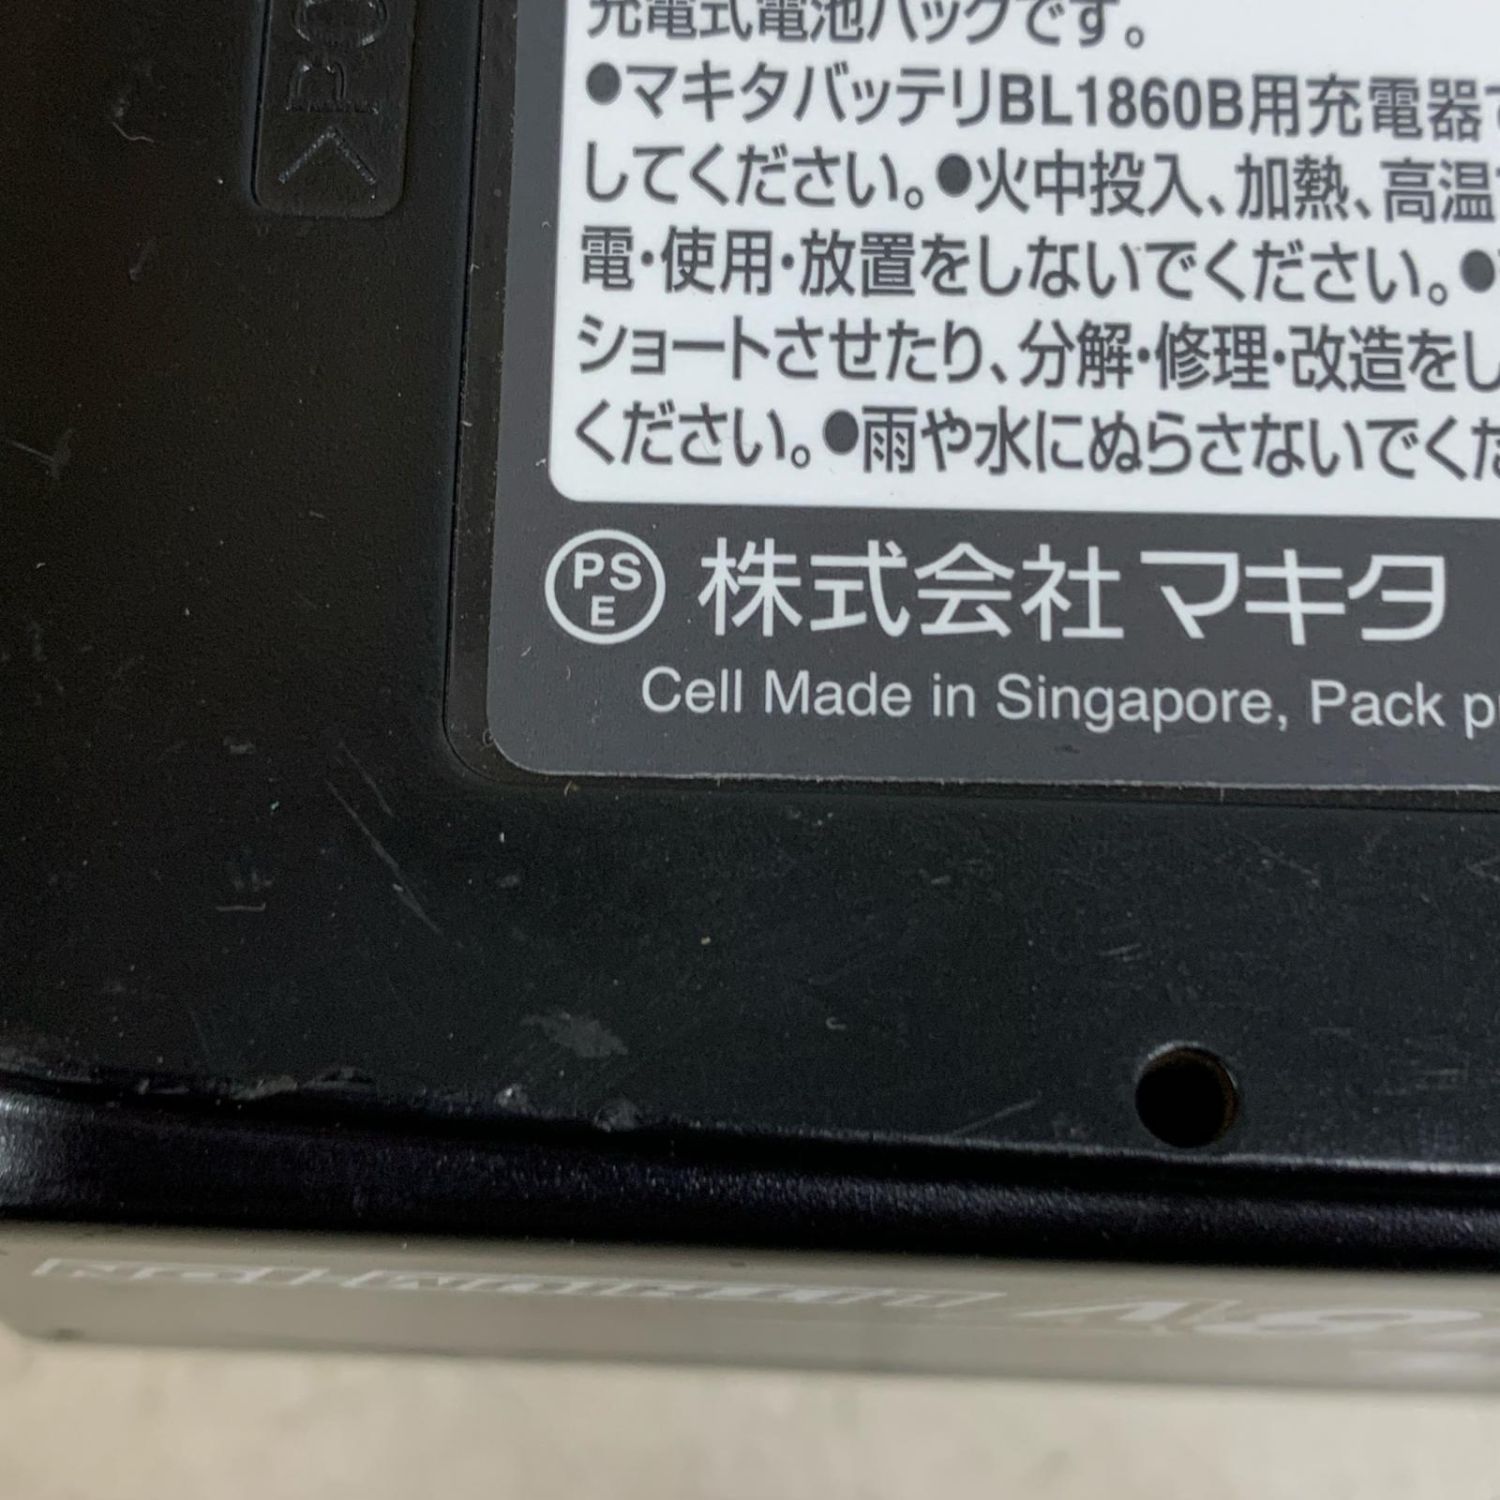 充電式電池パックです。
●マキタバッテリBL1860B用充電器で
してください。●火中投入、加熱、高温
電・使用・放置をしないでください。●
ショートさせたり、分解・修理・改造をし
ください。●雨や水にぬらさないでくだ
PS
E
株式会社マキタ
Cell Made in Singapore, Pack p
LOCK